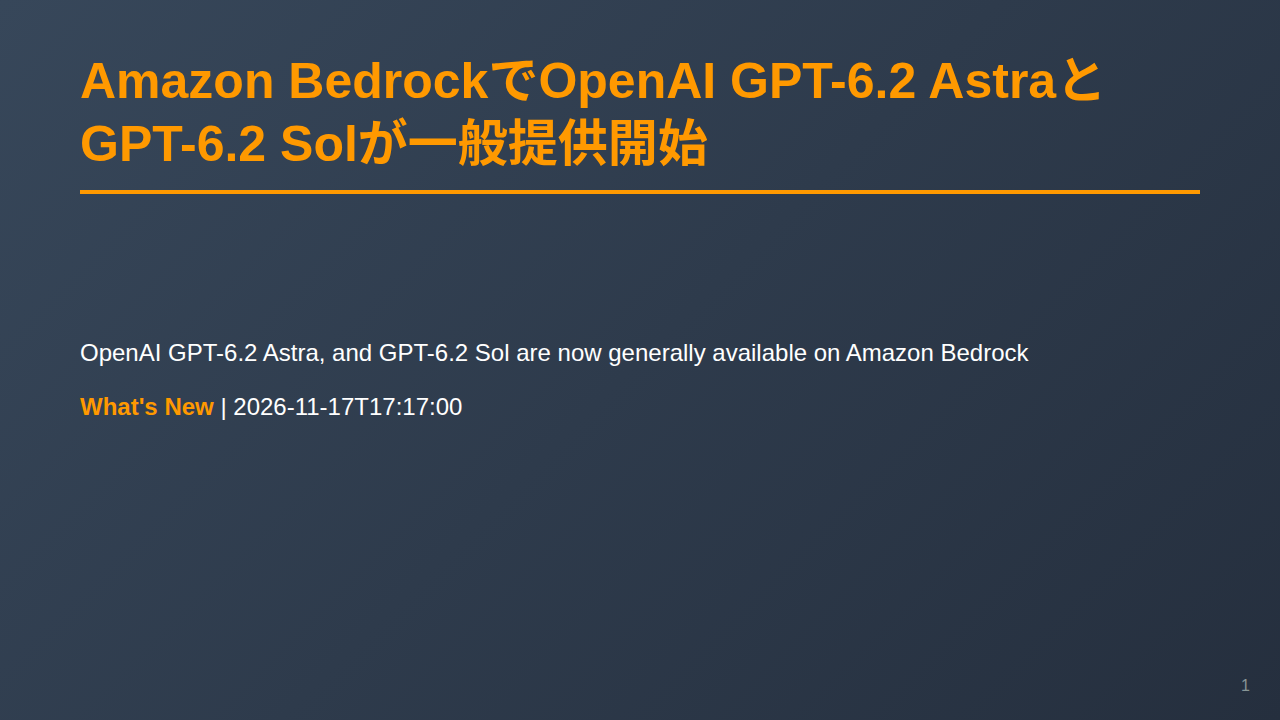 Amazon BedrockでOpenAI GPT-6.2 Astraと
GPT-6.2 Solが一般提供開始
OpenAI GPT-6.2 Astra, and GPT-6.2 Sol are now generally available on Amazon Bedrock
What's New | 2026-11-17T17:17:00
1